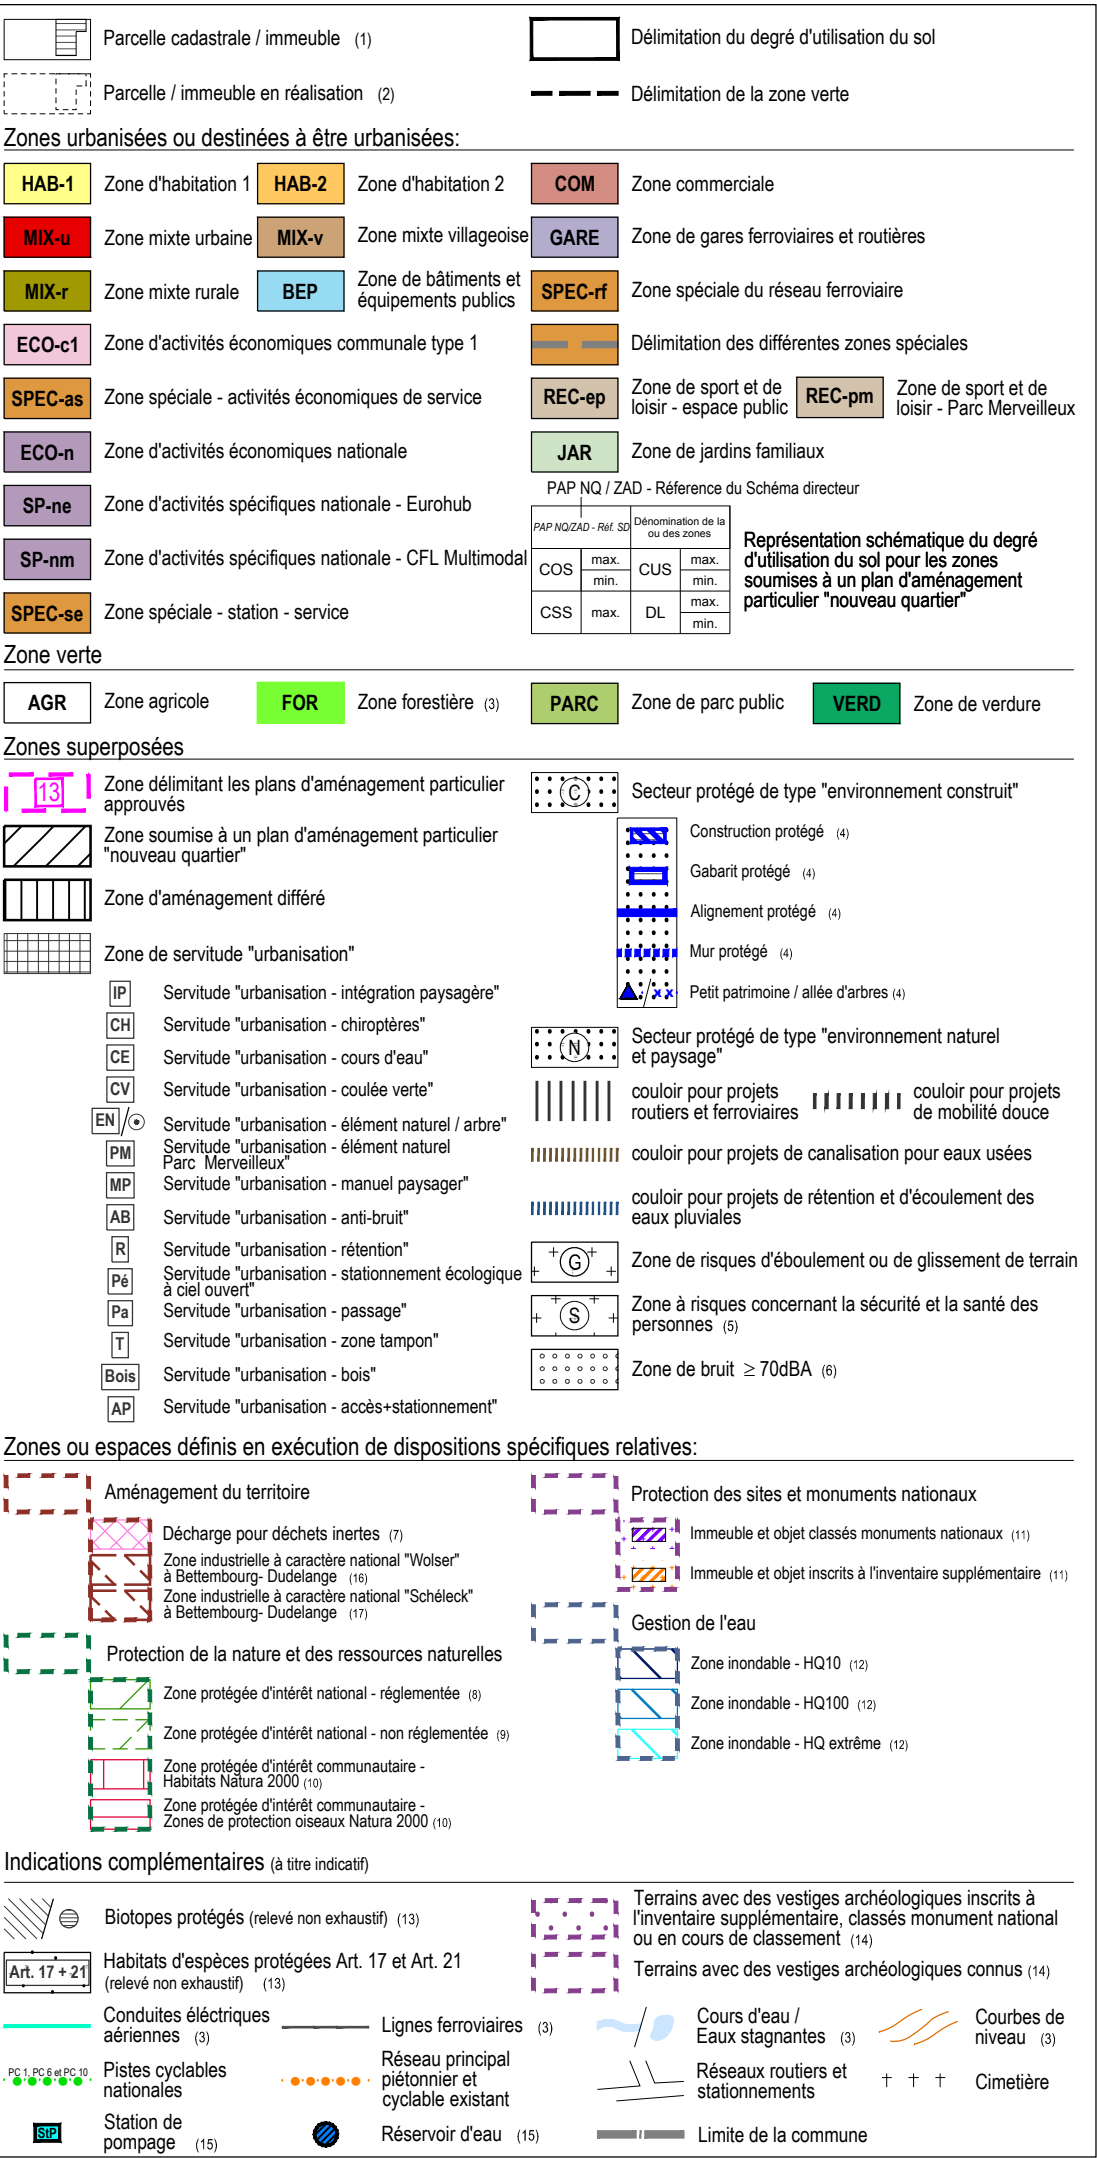 Parcelle cadastrale / immeuble (1)
Délimitation du degré d'utilisation du sol
Parcelle / immeuble en réalisation (2)
Délimitation de la zone verte
Zones urbanisées ou destinées à être urbanisées:
HAB-1 Zone d'habitation 1
HAB-2 Zone d'habitation 2
COM Zone commerciale
MIX-u Zone mixte urbaine
MIX-v Zone mixte villageoise
GARE Zone de gares ferroviaires et routières
MIX-r Zone mixte rurale
BEP Zone de bâtiments et
équipements publics
SPEC-rf Zone spéciale du réseau ferroviaire
ECO-c1 Zone d'activités économiques communale type 1
Délimitation des différentes zones spéciales
SPEC-as Zone spéciale - activités économiques de service
REC-ep Zone de sport et de
loisir - espace public
REC-pm Zone de sport et de
loisir - Parc Merveilleux
ECO-n Zone d'activités économiques nationale
JAR Zone de jardins familiaux
SP-ne Zone d'activités spécifiques nationale - Eurohub
SP-nm Zone d'activités spécifiques nationale - CFL Multimodal
SPEC-se Zone spéciale - station - service
PAP NQ / ZAD - Réference du Schéma directeur
PAP NQ/ZAD - Réf. SD
Dénomination de la
ou des zones
COS max. CUS max.
min. min.
CSS max. DL max.
min.
Représentation schématique du degré
d'utilisation du sol pour les zones
soumises à un plan d'aménagement
particulier "nouveau quartier"
Zone verte
AGR Zone agricole
FOR Zone forestière (3)
PARC Zone de parc public
VERD Zone de verdure
Zones superposées
13 Zone délimitant les plans d'aménagement particulier
approuvés
Zone soumise à un plan d'aménagement particulier
"nouveau quartier"
Zone d'aménagement différé
Zone de servitude "urbanisation"
IP Servitude "urbanisation - intégration paysagère"
CH Servitude "urbanisation - chiroptères"
CE Servitude "urbanisation - cours d'eau"
CV Servitude "urbanisation - coulée verte"
EN/ Servitude "urbanisation - élément naturel / arbre"
PM Servitude "urbanisation - élément naturel
Parc Merveilleux"
MP Servitude "urbanisation - manuel paysager"
AB Servitude "urbanisation - anti-bruit"
R Servitude "urbanisation - rétention"
Pé Servitude "urbanisation - stationnement écologique
à ciel ouvert"
Pa Servitude "urbanisation - passage"
T Servitude "urbanisation - zone tampon"
Bois Servitude "urbanisation - bois"
AP Servitude "urbanisation - accès+stationnement"
C Secteur protégé de type "environnement construit"
Construction protégé (4)
Gabarit protégé (4)
Alignement protégé (4)
Mur protégé (4)
Petit patrimoine / allée d'arbres (4)
N Secteur protégé de type "environnement naturel
et paysage"
couloir pour projets
routiers et ferroviaires
couloir pour projets
de mobilité douce
couloir pour projets de canalisation pour eaux usées
couloir pour projets de rétention et d'écoulement des
eaux pluviales
G Zone de risques d'éboulement ou de glissement de terrain
S Zone à risques concernant la sécurité et la santé des
personnes (5)
Zone de bruit ≥ 70dBA (6)
Zones ou espaces définis en exécution de dispositions spécifiques relatives:
Aménagement du territoire
Décharge pour déchets inertes (7)
Zone industrielle à caractère national "Wolser"
à Bettembourg- Dudelange (16)
Zone industrielle à caractère national "Schéleck"
à Bettembourg- Dudelange (17)
Protection de la nature et des ressources naturelles
Zone protégée d'intérêt national - réglementée (8)
Zone protégée d'intérêt national - non réglementée (9)
Zone protégée d'intérêt communautaire -
Habitats Natura 2000 (10)
Zone protégée d'intérêt communautaire -
Zones de protection oiseaux Natura 2000 (10)
Protection des sites et monuments nationaux
Immeuble et objet classés monuments nationaux (11)
Immeuble et objet inscrits à l'inventaire supplémentaire (11)
Gestion de l'eau
Zone inondable - HQ10 (12)
Zone inondable - HQ100 (12)
Zone inondable - HQ extrême (12)
Indications complémentaires (à titre indicatif)
Biotopes protégés (relevé non exhaustif) (13)
Terrains avec des vestiges archéologiques inscrits à
l'inventaire supplémentaire, classés monument national
ou en cours de classement (14)
Art. 17 + 21 Habitats d'espèces protégées Art. 17 et Art. 21
(relevé non exhaustif) (13)
Terrains avec des vestiges archéologiques connus (14)
Conduites éléctriques
aériennes (3)
Lignes ferroviaires (3)
Cours d'eau /
Eaux stagnantes (3)
Courbes de
niveau (3)
PC 1, PC 6 et PC 10 Pistes cyclables
nationales
Réseau principal
piétonnier et
cyclable existant
Réseaux routiers et
stationnements
Cimetière
StP Station de
pompage (15)
Réservoir d'eau (15)
Limite de la commune